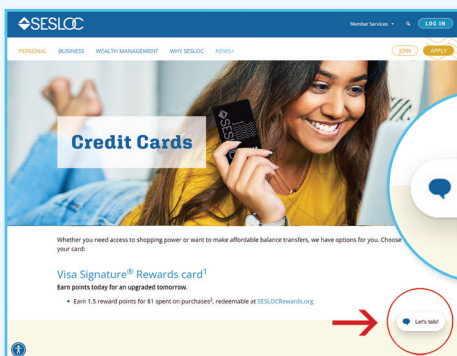 SESLOC
Member Services
LOG IN
PERSONAL BUSINESS WEALTH MANAGEMENT WHY SESLOC NEWS+
JOIN APPLY
SESLOC
Credit Cards
Whether you need access to shopping power or want to make affordable balance transfers, we have options for you. Choose
your card:
Visa Signature® Rewards card¹
Earn points today for an upgraded tomorrow.
• Earn 1.5 reward points for $1 spent on purchases², redeemable at SESLOCRewards.org
Let's talk!